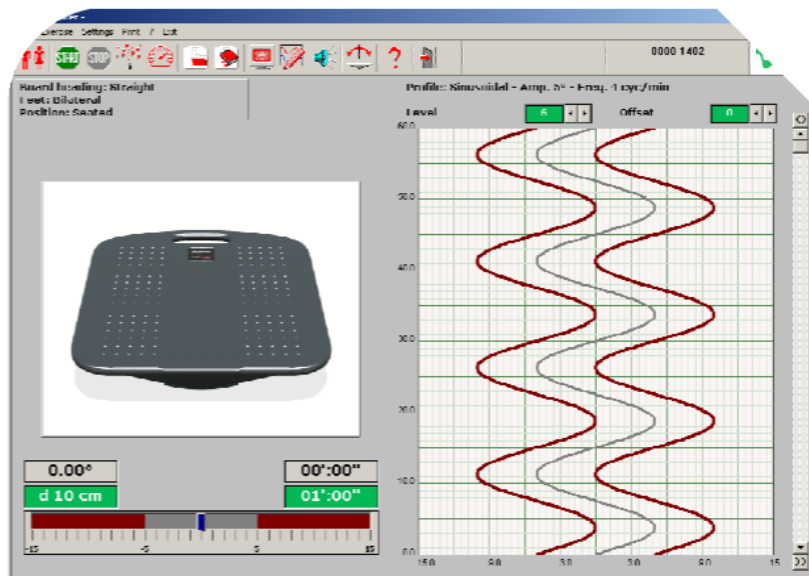 Exercise Settings Print ? Exit
START STOP ?
0000 1402
Board heading: Straight
Feet: Bilateral
Position: Seated
Profile: Sinusoidal - Amp. 5° - Freq. 4 cyc/min
Level 6 Offset 0
60.0
50.0
40.0
30.0
20.0
10.0
0.0
15.0 9.0 3.0 3.0 9.0 15
0.00° 00':00"
d 10 cm 01':00"
-15 -5 5 15